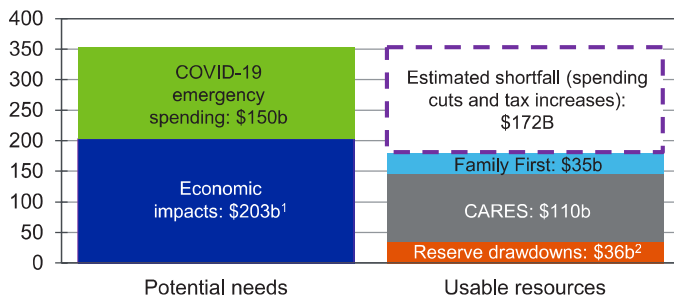 400
350
300
250
200
150
100
50
0
COVID-19
emergency
spending: $150b
Economic
impacts: $203b¹
Estimated shortfall (spending
cuts and tax increases):
$172B
Family First: $35b
CARES: $110b
Reserve drawdowns: $36b²
Potential needs
Usable resources